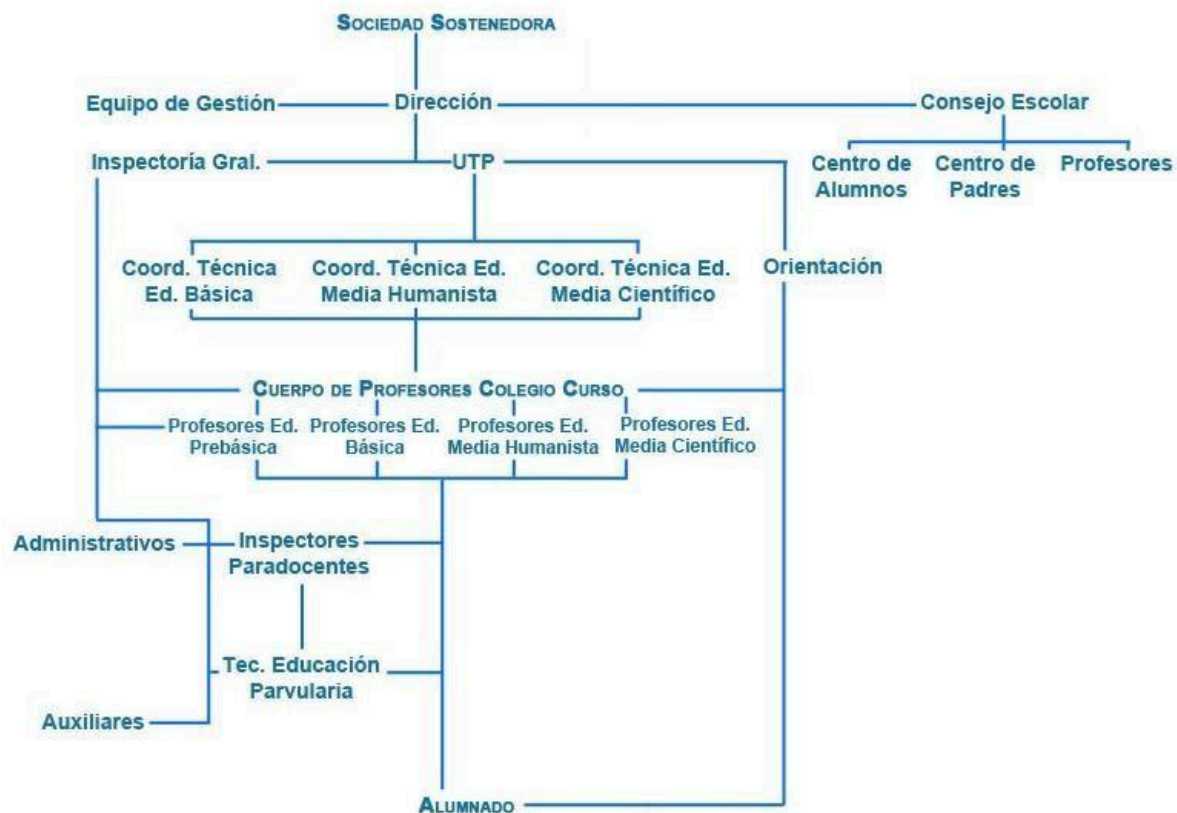 SOCIEDAD SOSTENEDORA
Equipo de Gestión
Dirección
Consejo Escolar
Inspectoría Gral.
UTP
Centro de
Alumnos
Centro de
Padres
Profesores
Coord. Técnica
Ed. Básica
Coord. Técnica Ed.
Media Humanista
Coord. Técnica Ed.
Media Científico
Orientación
CUERPO DE PROFESORES COLEGIO CURSO
Profesores Ed.
Prebásica
Profesores Ed.
Básica
Profesores Ed.
Media Humanista
Profesores Ed.
Media Científico
Administrativos
Inspectores
Paradocentes
Tec. Educación
Parvularia
Auxiliares
ALUMNADO